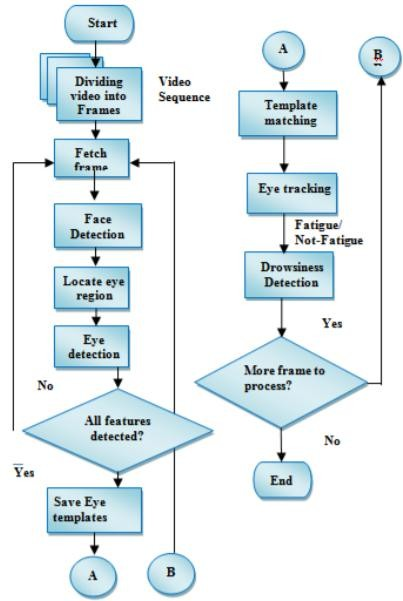 Start
Dividing
video into
Frames
Video
Sequence
Fetch
frame
Face
Detection
Locate eye
region
Eye
detection
No
All features
detected?
Yes
Save Eye
templates
A
B
A
B
Template
matching
Eye tracking
Fatigue/
Not-Fatigue
Drowsiness
Detection
Yes
More frame to
process?
No
End